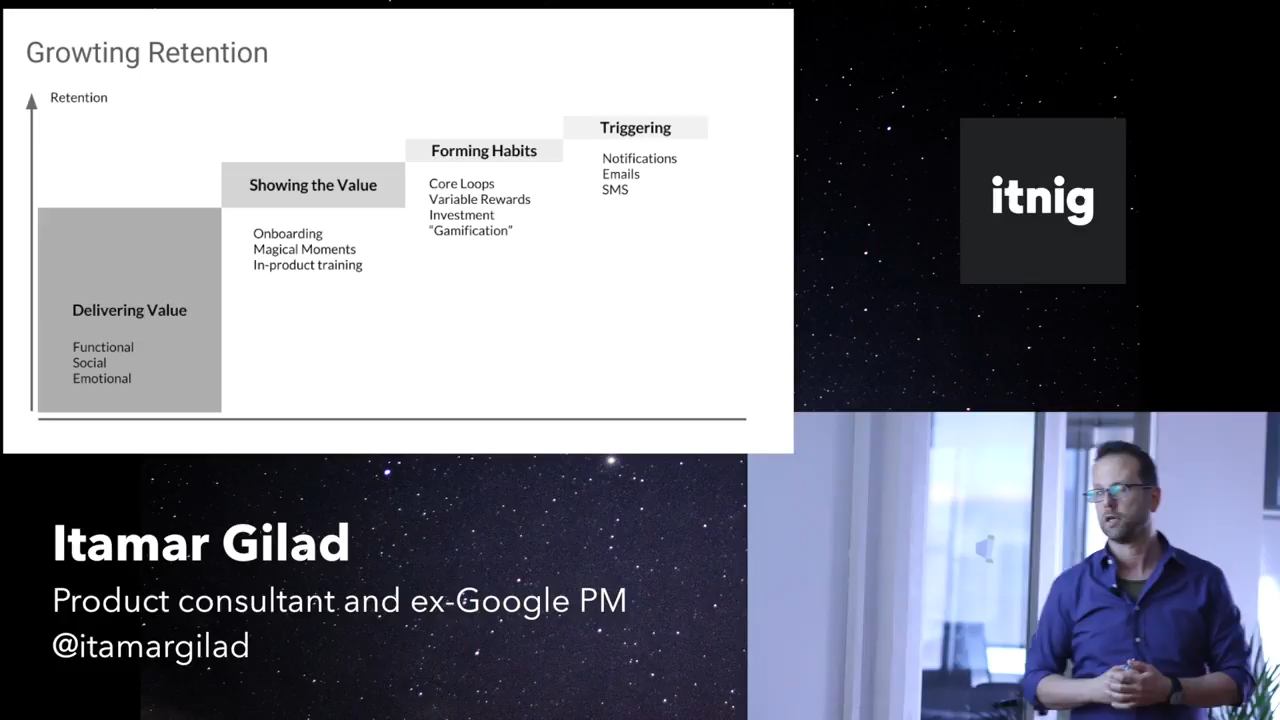 Growting Retention
Retention
Triggering
Notifications
Emails
SMS
Forming Habits
Core Loops
Variable Rewards
Investment
“Gamification”
Showing the Value
Onboarding
Magical Moments
In-product training
Delivering Value
Functional
Social
Emotional
itnig
Itamar Gilad
Product consultant and ex-Google PM
@itamargilad